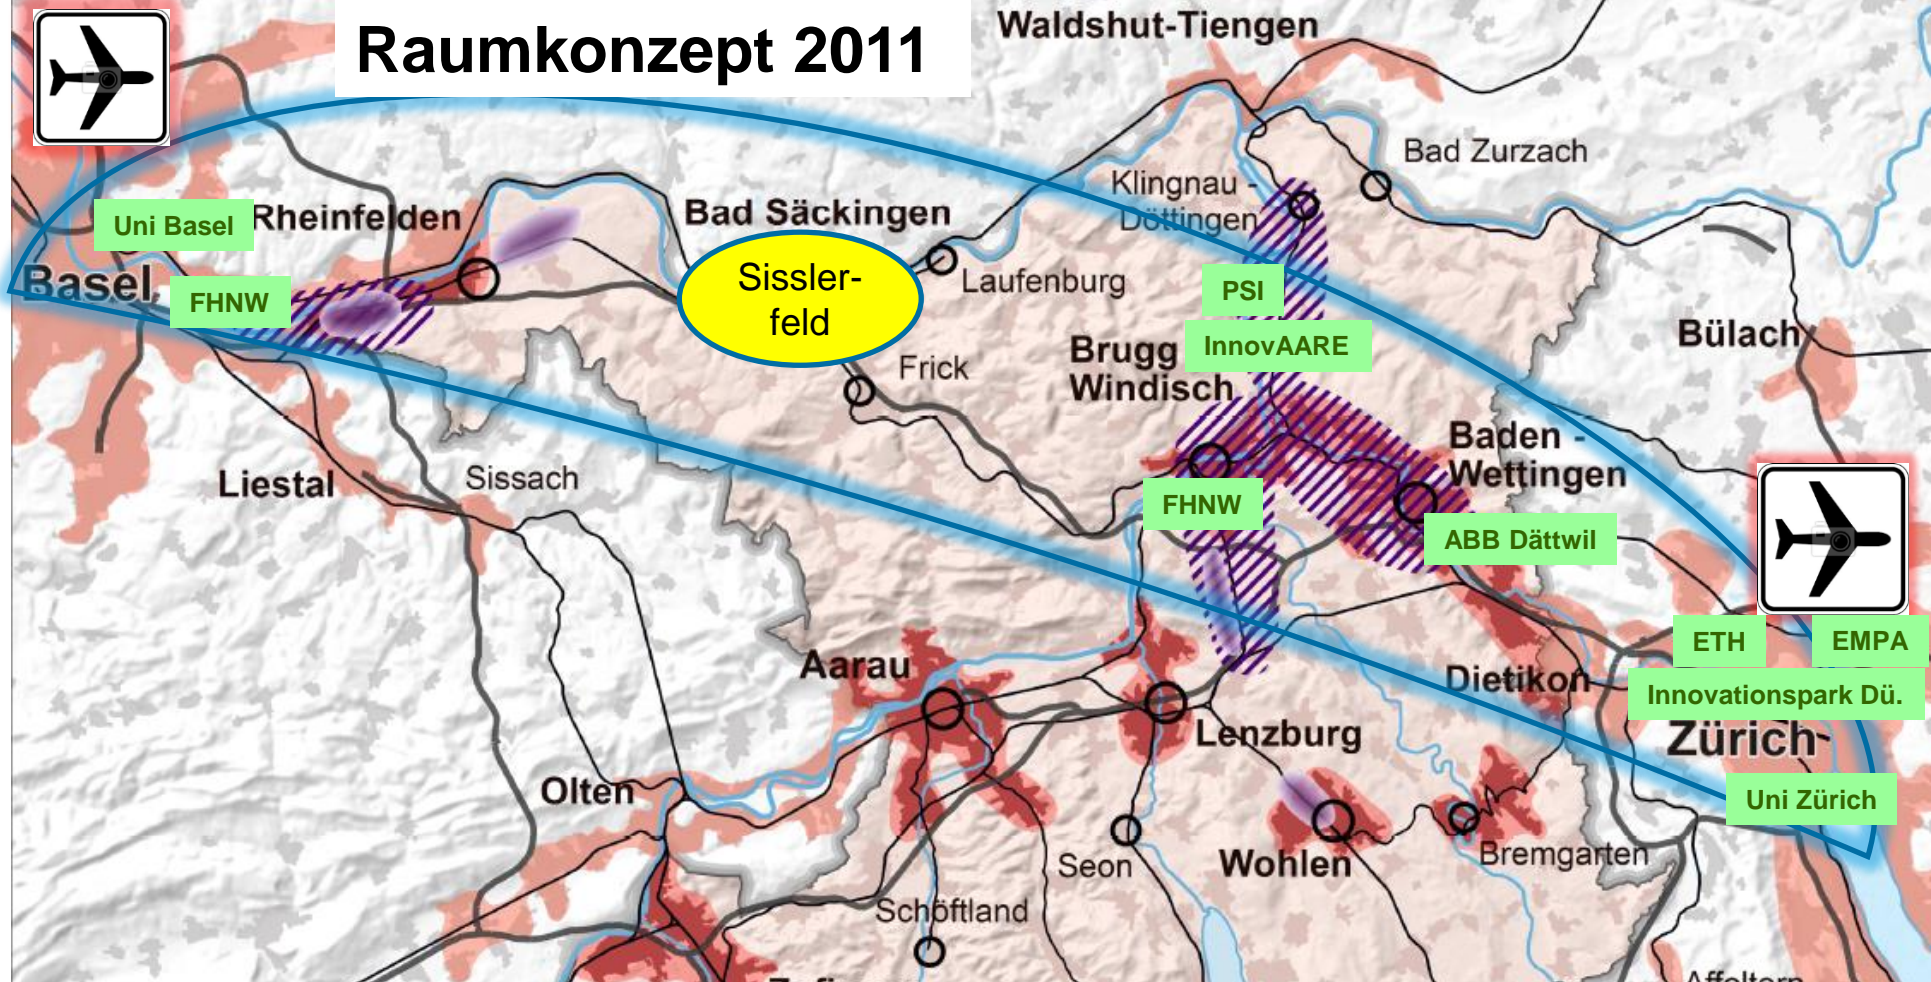 Raumkonzept 2011
Waldshut-Tiengen
Bad Zurzach
Klingnau -
Döttingen
Uni Basel
Rheinfelden
Bad Säckingen
Basel
FHNW
Sissler-
feld
Laufenburg
PSI
InnovAARE
Bülach
Brugg
Windisch
Frick
Baden -
Wettingen
Liestal
Sissach
FHNW
ABB Dättwil
ETH
EMPA
Aarau
Dietikon
Innovationspark Dü.
Lenzburg
Zürich
Olten
Uni Zürich
Seon
Wohlen
Bremgarten
Schöftland